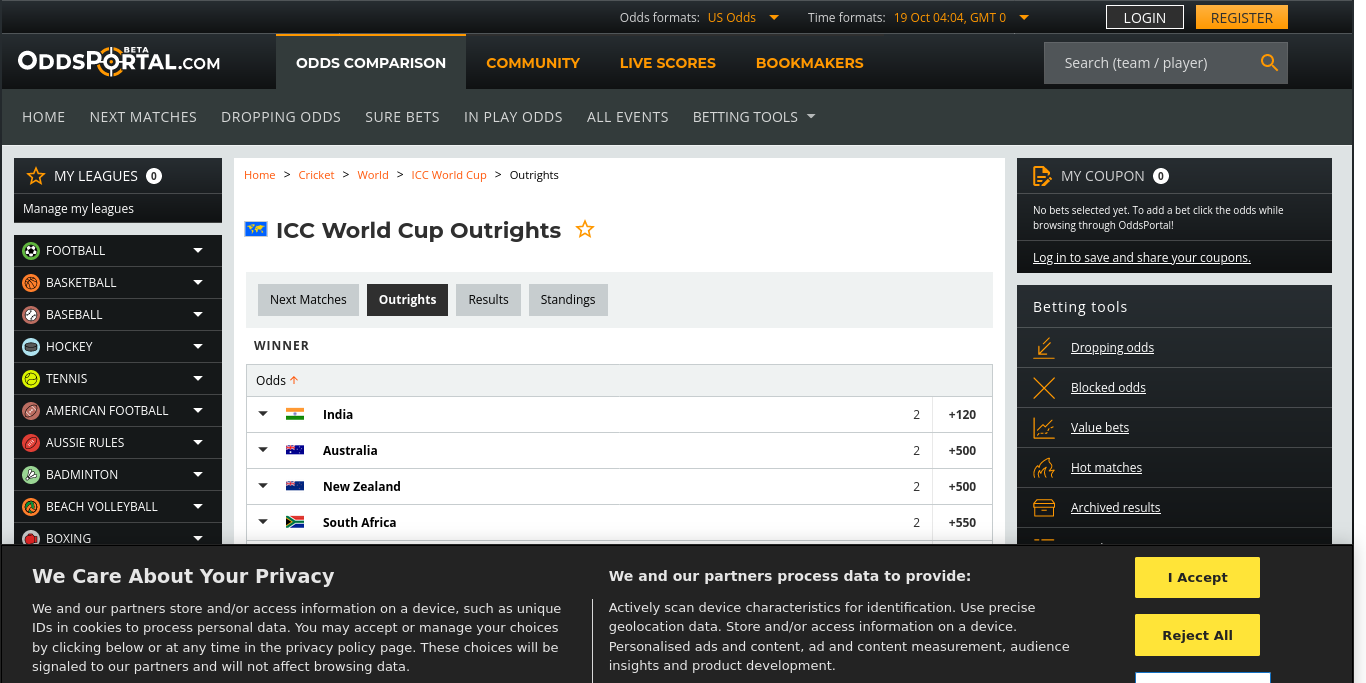 Odds formats: US Odds
Time formats: 19 Oct 04:04, GMT 0
LOGIN
REGISTER
ODDSPORTAL.COM
BETA
ODDS COMPARISON
COMMUNITY
LIVE SCORES
BOOKMAKERS
Search (team / player)
HOME
NEXT MATCHES
DROPPING ODDS
SURE BETS
IN PLAY ODDS
ALL EVENTS
BETTING TOOLS
MY LEAGUES 0
Manage my leagues
FOOTBALL
BASKETBALL
BASEBALL
HOCKEY
TENNIS
AMERICAN FOOTBALL
AUSSIE RULES
BADMINTON
BEACH VOLLEYBALL
BOXING
Home > Cricket > World > ICC World Cup > Outrights
ICC World Cup Outrights
Next Matches
Outrights
Results
Standings
WINNER
Odds
India 2 +120
Australia 2 +500
New Zealand 2 +500
South Africa 2 +550
MY COUPON 0
No bets selected yet. To add a bet click the odds while
browsing through OddsPortal!
Log in to save and share your coupons.
Betting tools
Dropping odds
Blocked odds
Value bets
Hot matches
Archived results
We Care About Your Privacy
We and our partners store and/or access information on a device, such as unique
IDs in cookies to process personal data. You may accept or manage your choices
by clicking below or at any time in the privacy policy page. These choices will be
signaled to our partners and will not affect browsing data.
We and our partners process data to provide:
Actively scan device characteristics for identification. Use precise
geolocation data. Store and/or access information on a device.
Personalised ads and content, ad and content measurement, audience
insights and product development.
I Accept
Reject All